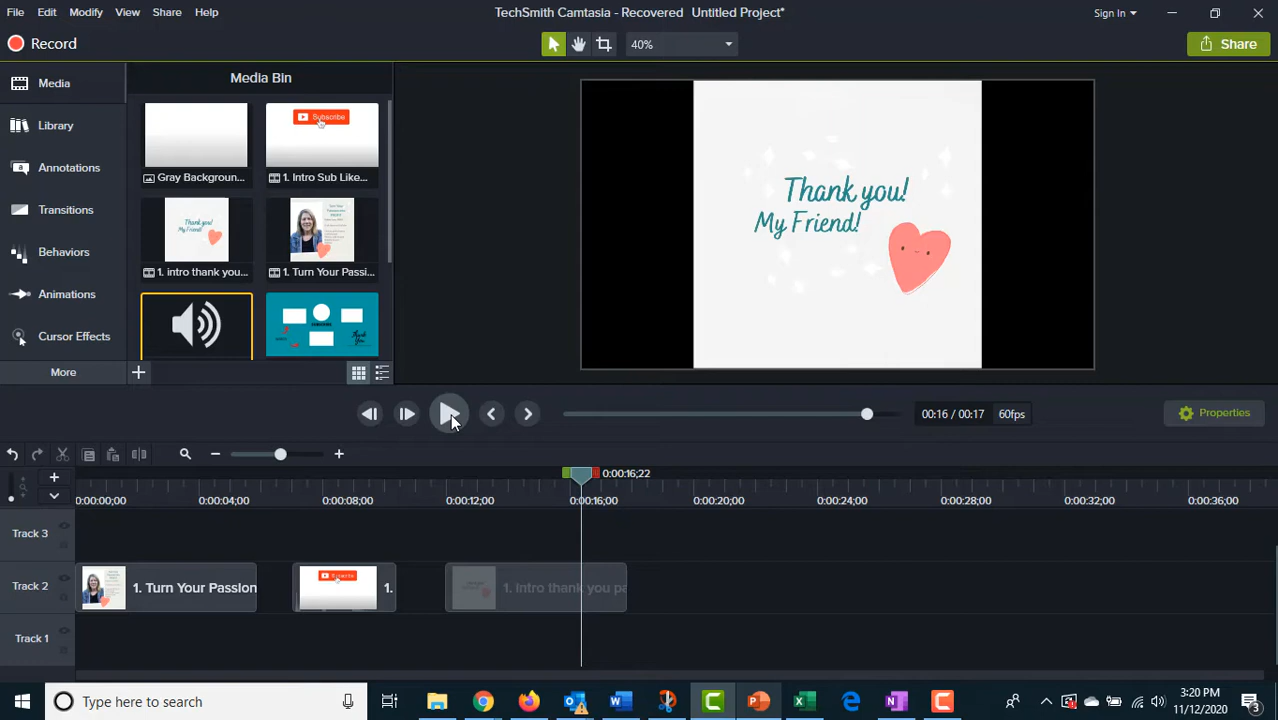 File Edit Modify View Share Help TechSmith Camtasia - Recovered Untitled Project* Sign In
Record 40% Share
Media
Library
Annotations
Transitions
Behaviors
Animations
Cursor Effects
More
Media Bin
Subscribe
Gray Backgroun... 1. Intro Sub Like...
Thank you!
My Friend!
1. intro thank you... 1. Turn Your Passi...
Thank you!
My Friend!
00:16 / 00:17 60fps Properties
0:00:16;22
0:00:00;00 0:00:04;00 0:00:08;00 0:00:12;00 0:00:16;00 0:00:20;00 0:00:24;00 0:00:28;00 0:00:32;00 0:00:36;00
Track 3
Track 2 1. Turn Your Passion 1. 1. Intro thank you pa
Track 1
Type here to search
3:20 PM
11/12/2020
3